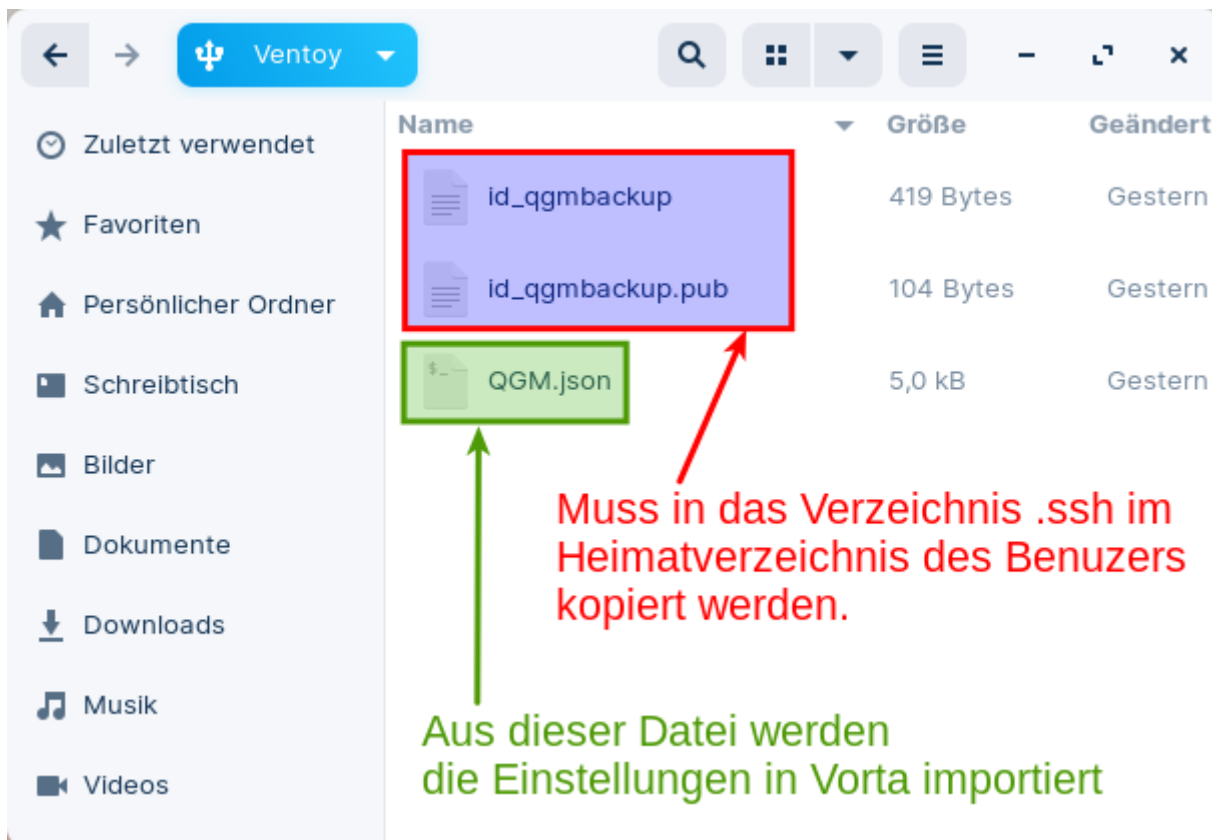 Ventoy
Name Größe Geändert
Zuletzt verwendet
Favoriten
Persönlicher Ordner
Schreibtisch
Bilder
Dokumente
Downloads
Musik
Videos
id_qgmbackup 419 Bytes Gestern
id_qgmbackup.pub 104 Bytes Gestern
$_
QGM.json 5,0 kB Gestern
Muss in das Verzeichnis .ssh im
Heimatverzeichnis des Benuzers
kopiert werden.
Aus dieser Datei werden
die Einstellungen in Vorta importiert